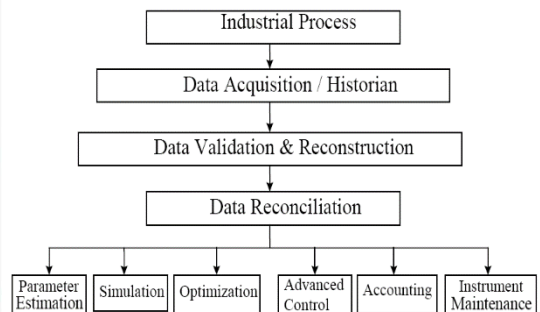 Industrial Process
Data Acquisition / Historian
Data Validation & Reconstruction
Data Reconciliation
Parameter
Estimation
Simulation
Optimization
Advanced
Control
Accounting
Instrument
Maintenance